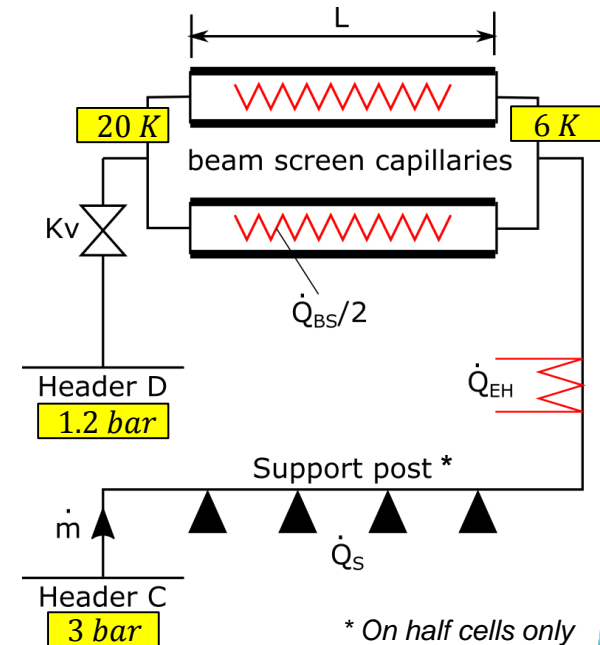 L
20 K
6 K
beam screen capillaries
Kv
Q̇BS/2
Header D
1.2 bar
Q̇EH
Support post *
ṁ
Q̇S
Header C
3 bar
* On half cells only